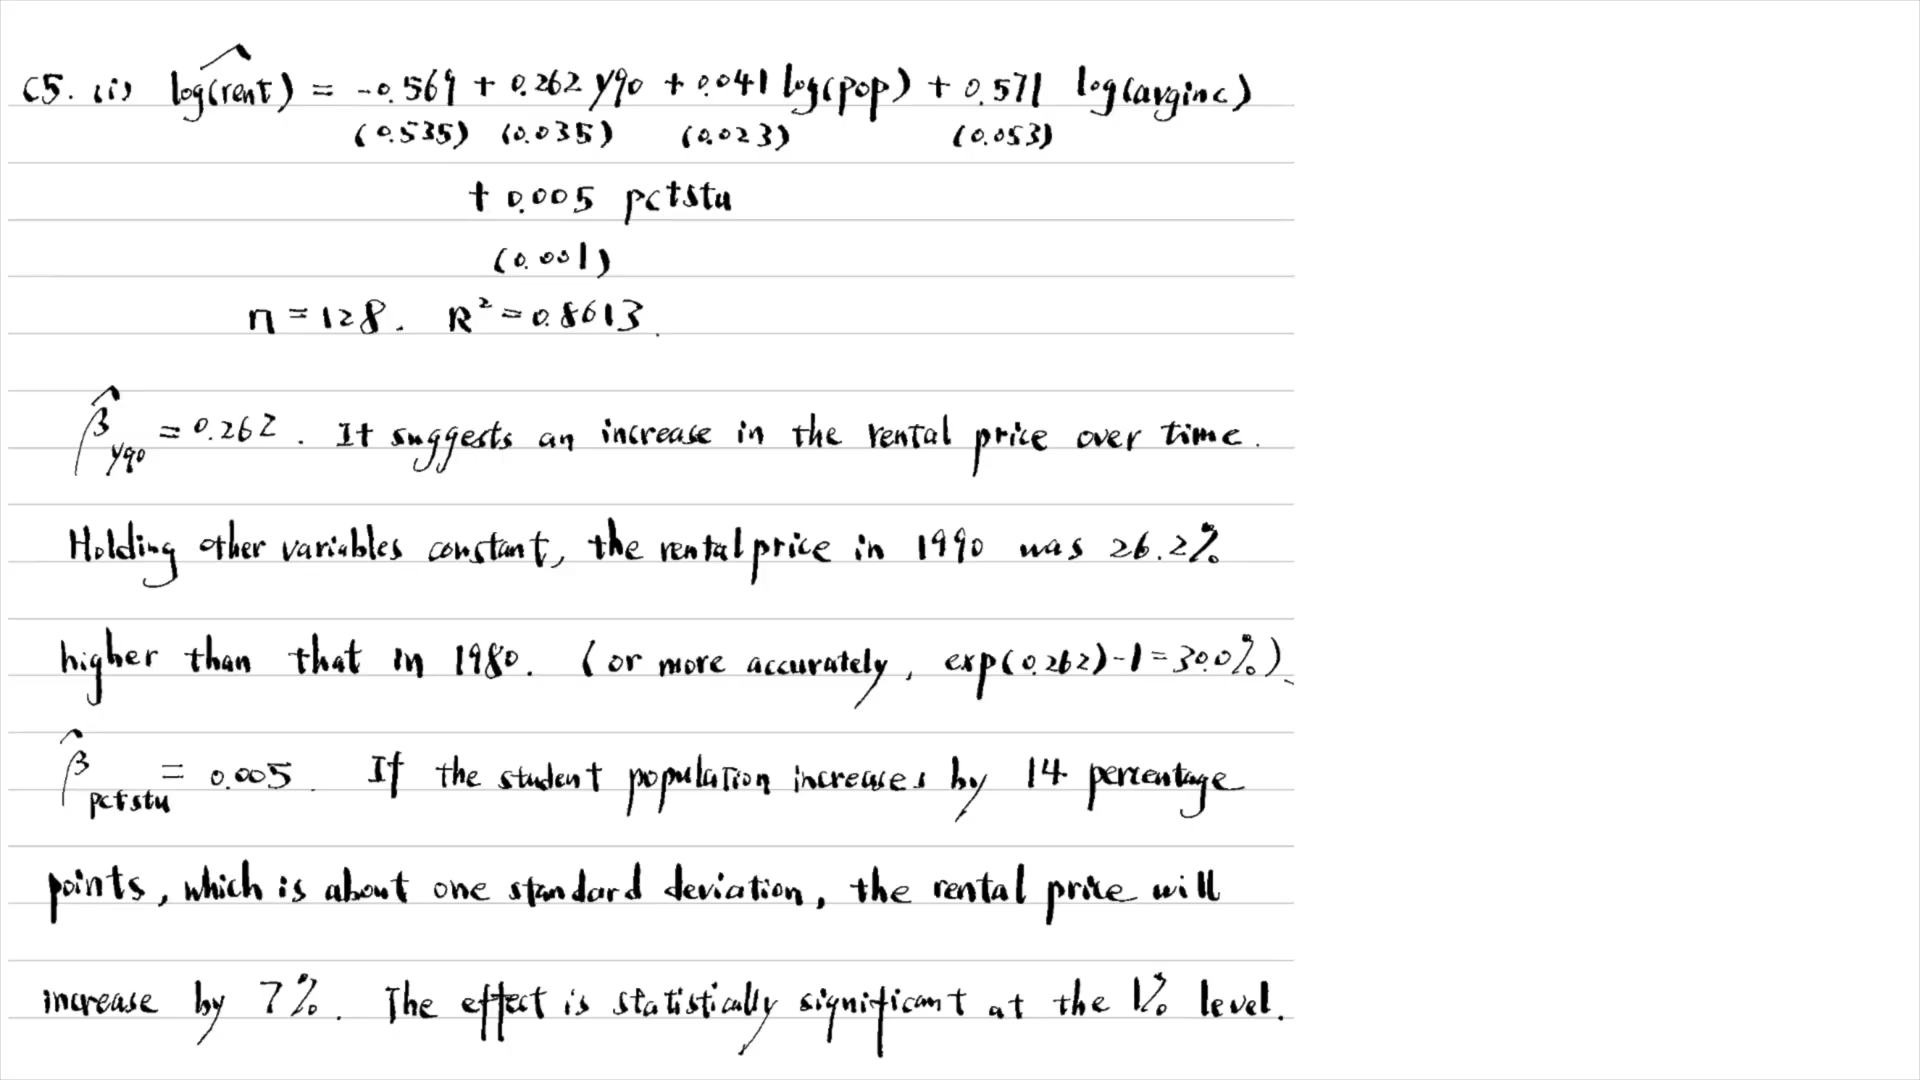 C5. (i) \widehat{log(rent)} = -0.569 + 0.262 y90 + 0.041 log(pop) + 0.571 log(avginc)
(0.535) (0.035) (0.023) (0.053)
+ 0.005 pctstu
(0.001)
n = 128. R² = 0.8613.
β̂y90 = 0.262. It suggests an increase in the rental price over time.
Holding other variables constant, the rental price in 1990 was 26.2%
higher than that in 1980. (or more accurately, exp(0.262)-1=30.0%).
β̂pctstu = 0.005. If the student population increases by 14 percentage
points, which is about one standard deviation, the rental price will
increase by 7%. The effect is statistically significant at the 1% level.